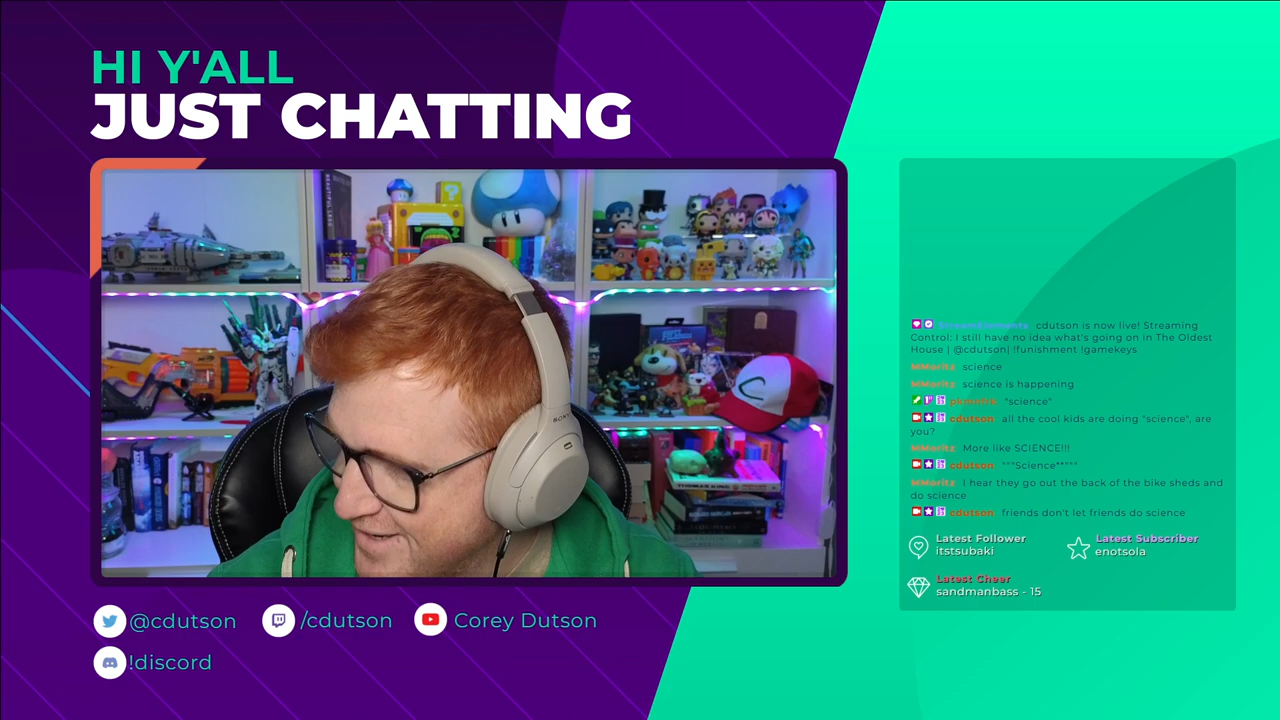 HI Y'ALL
JUST CHATTING
SONY
StreamElements cdutson is now live! Streaming
Control: I still have no idea what's going on in The Oldest
House | @cdutson| !funishment !gamekeys
MMoritz science
MMoritz science is happening
"science"
cdutson: all the cool kids are doing "science", are
you?
MMoritz More like SCIENCE!!!
cdutson: """Science"""""
MMoritz I hear they go out the back of the bike sheds and
do science
cdutson: friends don't let friends do science
Latest Follower
itstsubaki
Latest Subscriber
enotsola
Latest Cheer
sandmanbass - 15
@cdutson
/cdutson
Corey Dutson
!discord